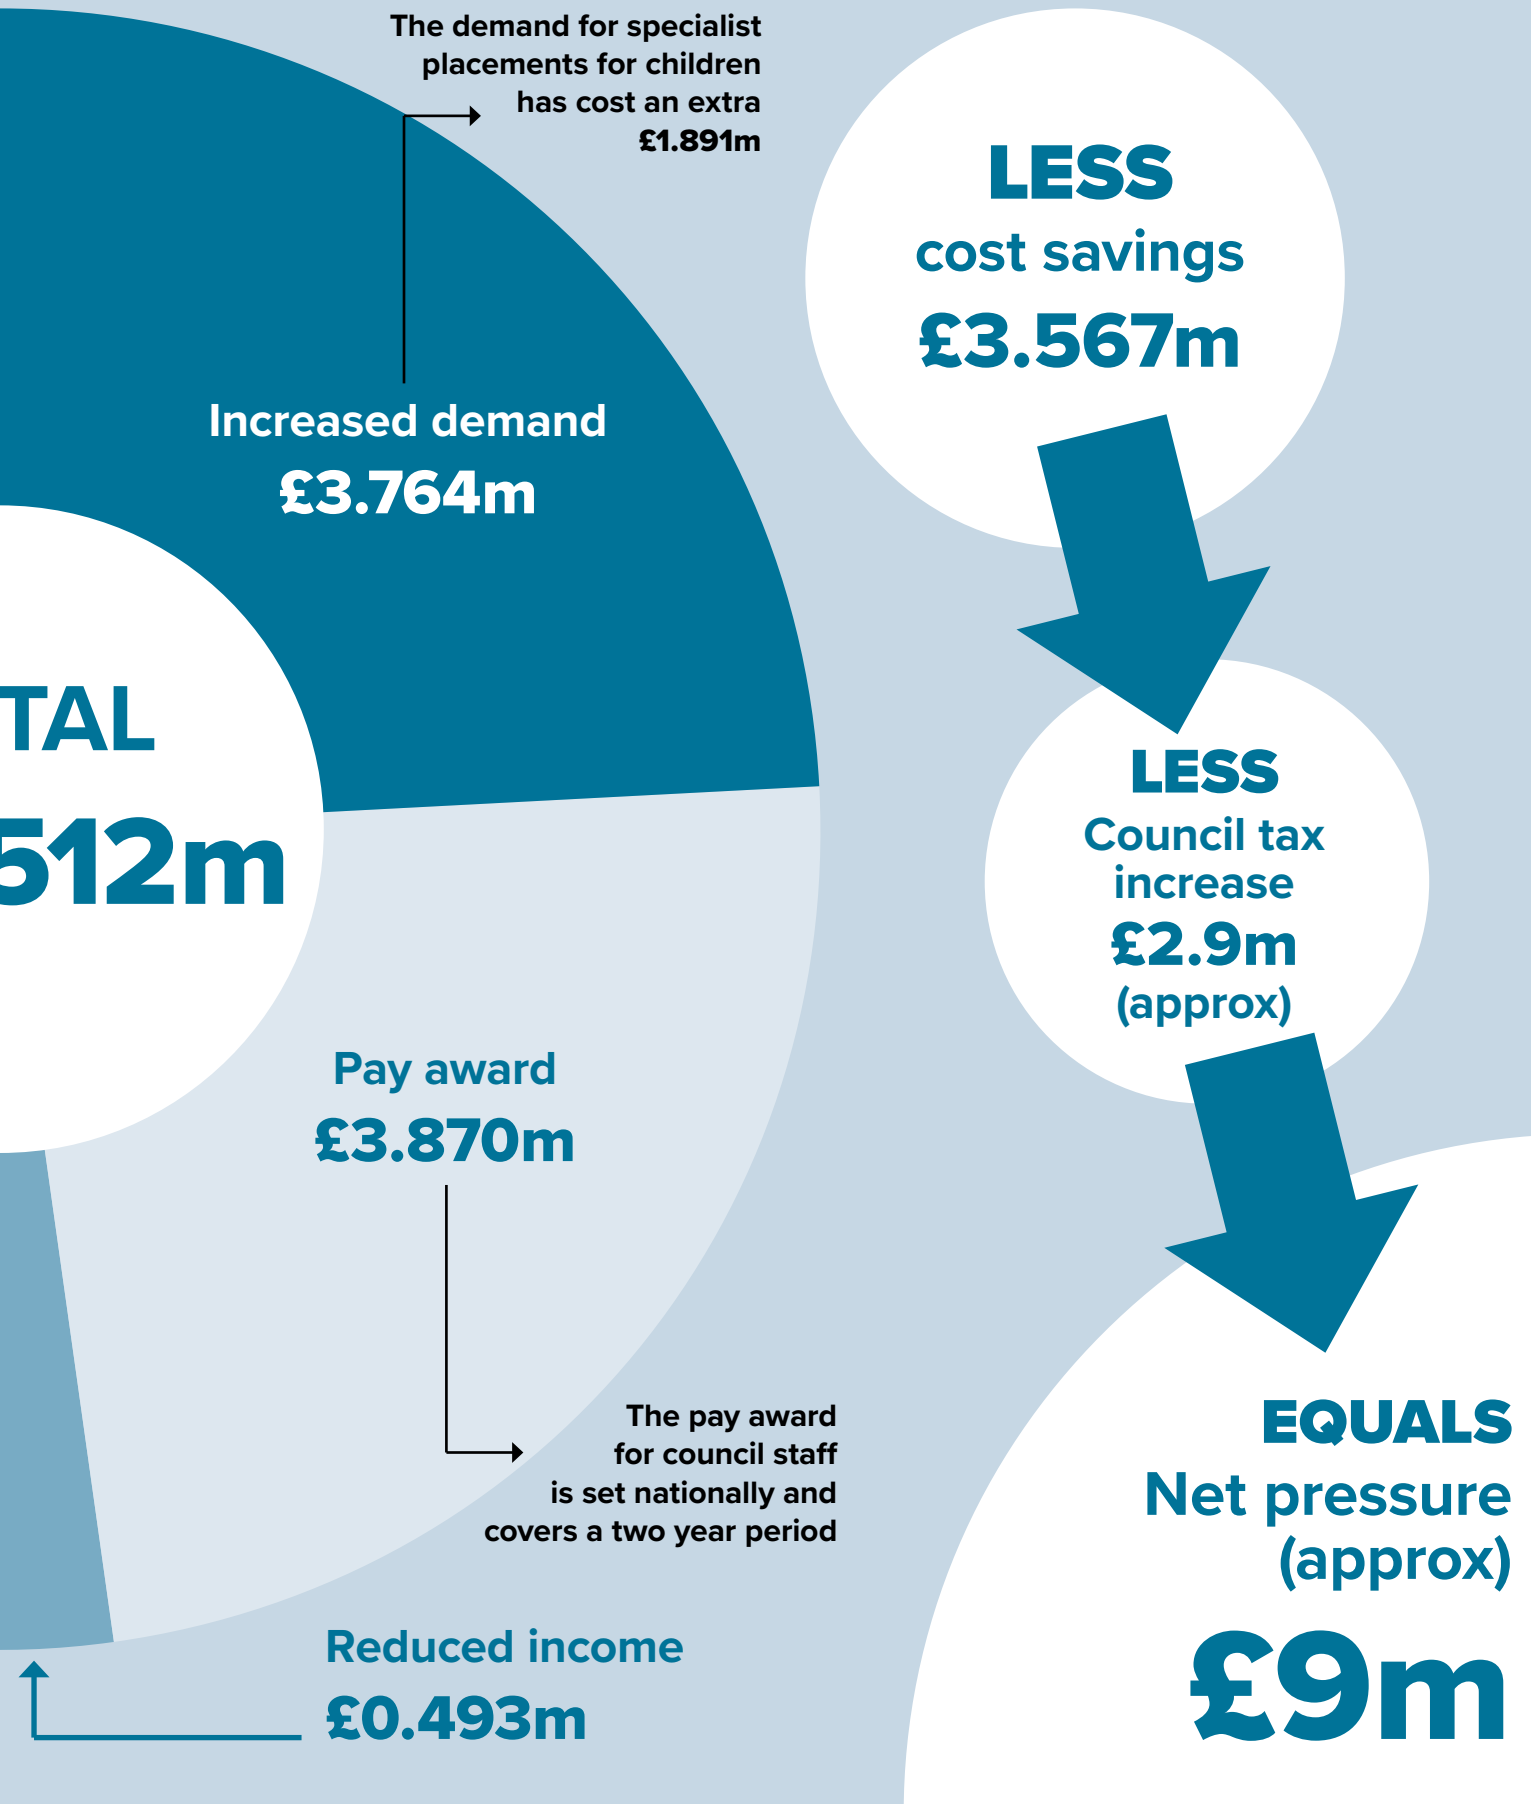 The demand for specialist
placements for children
has cost an extra
£1.891m
Increased demand
£3.764m
TAL
512m
Pay award
£3.870m
The pay award
for council staff
is set nationally and
covers a two year period
Reduced income
£0.493m
LESS
cost savings
£3.567m
LESS
Council tax
increase
£2.9m
(approx)
EQUALS
Net pressure
(approx)
£9m